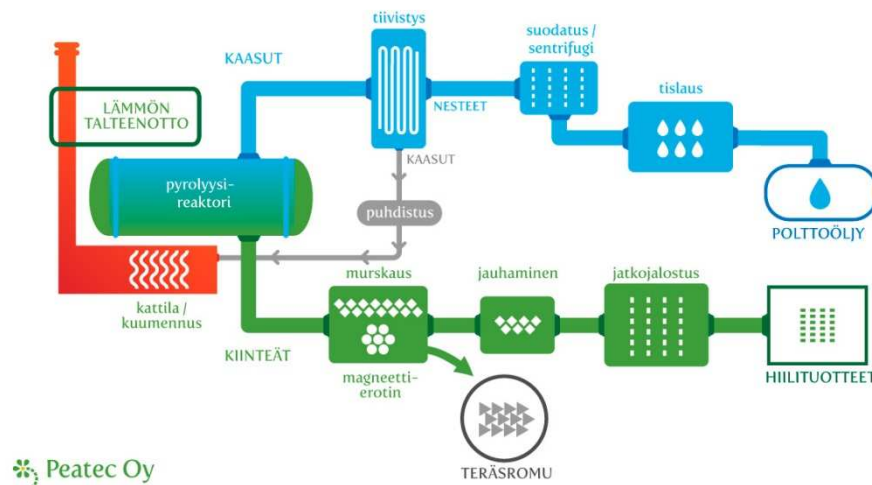 tiivistys
suodatus /
sentrifugi
KAASUT
tislaus
NESTEET
LÄMMÖN
TALTEENOTTO
KAASUT
pyrolyysi-
reaktori
puhdistus
POLTTOÖLJY
murskaus
jauhaminen
jatkojalostus
kattila /
kuumennus
KIINTEÄT
magneetti-
erotin
HIILITUOTTEET
TERÄSROMU
Peatec Oy